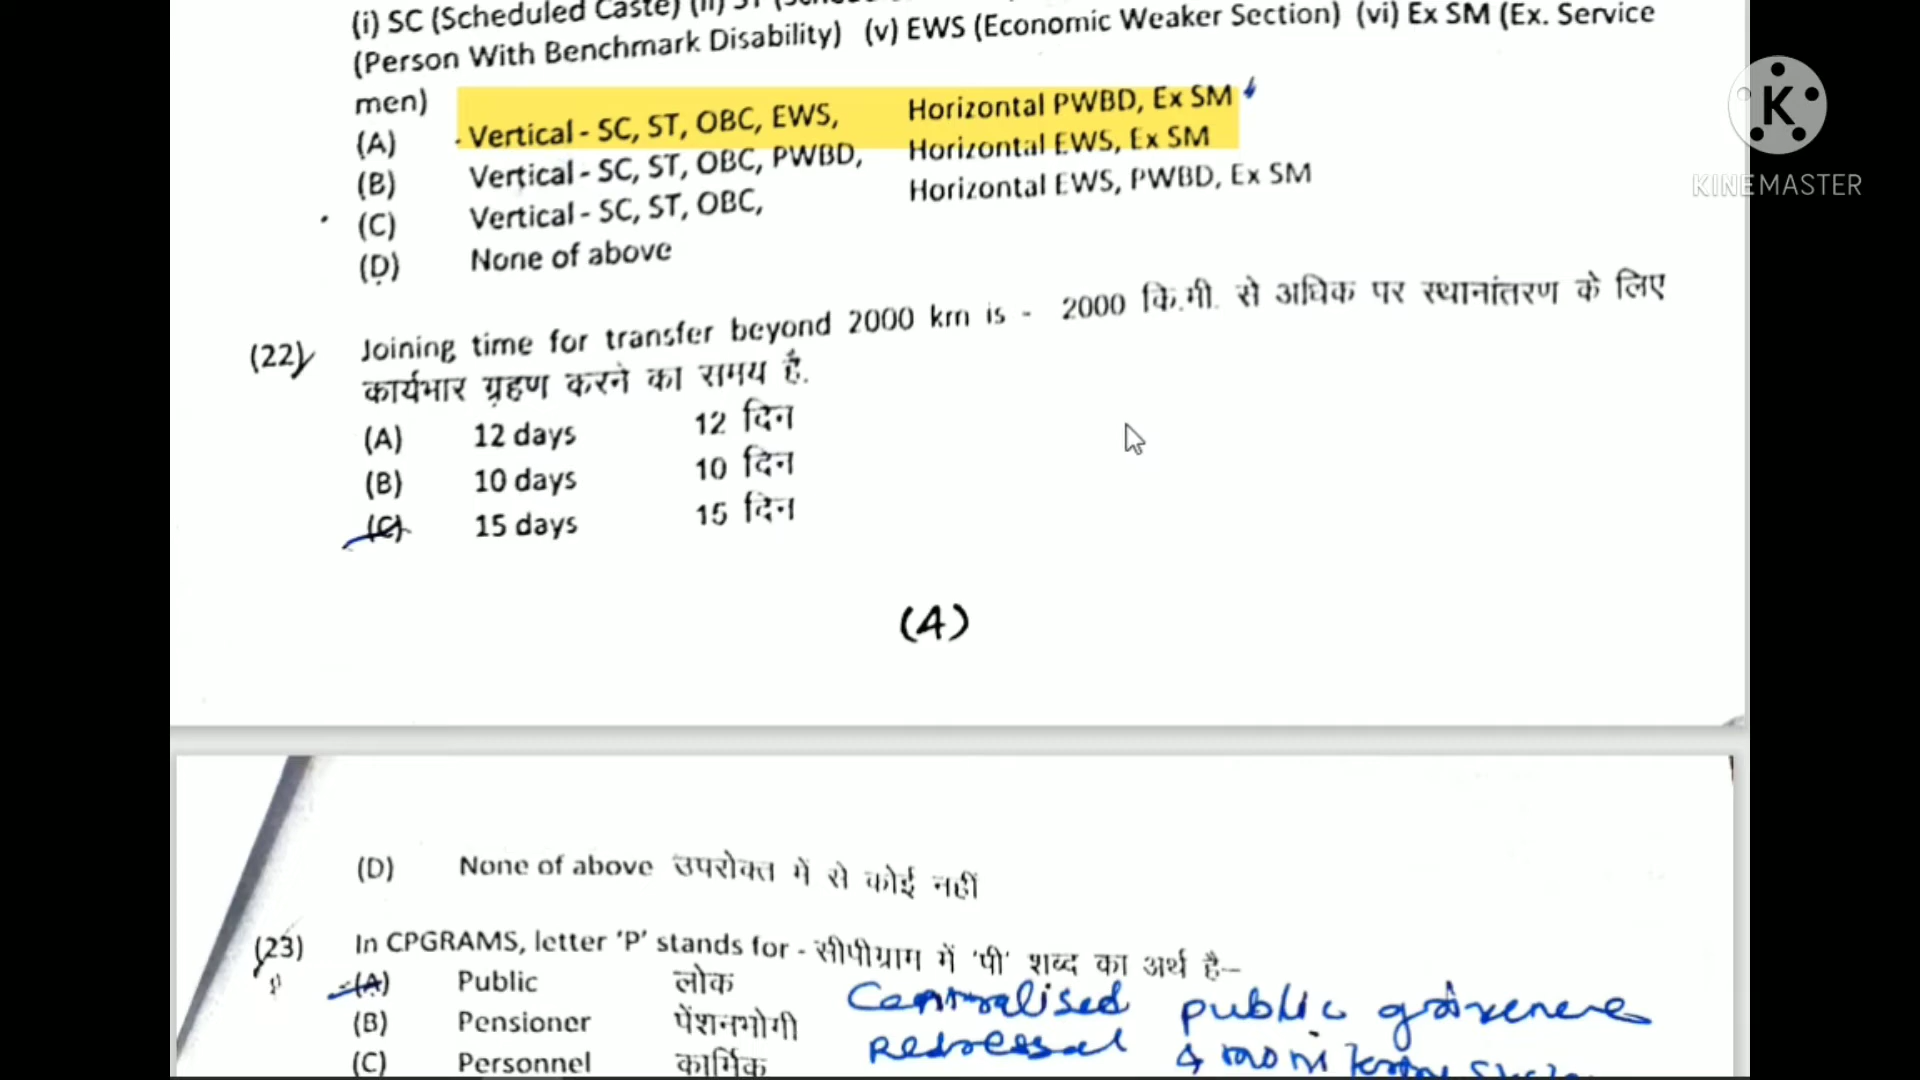 (i) SC (Scheduled Caste) (ii) ST
(Person With Benchmark Disability) (v) EWS (Economic Weaker Section) (vi) Ex SM (Ex. Service
men)
(A) Vertical - SC, ST, OBC, EWS, Horizontal PWBD, Ex SM
(B) Vertical - SC, ST, OBC, PWBD, Horizontal EWS, Ex SM
(C) Vertical - SC, ST, OBC, Horizontal EWS, PWBD, Ex SM
(D) None of above
K
KINEMASTER
(22) Joining time for transfer beyond 2000 km is - 2000 कि.मी. से अधिक पर स्थानांतरण के लिए
कार्यभार ग्रहण करने का समय है.
(A) 12 days 12 दिन
(B) 10 days 10 दिन
(C) 15 days 15 दिन
(4)
(D) None of above उपरोक्त में से कोई नहीं
(23) In CPGRAMS, letter 'P' stands for - सीपीग्राम में 'पी' शब्द का अर्थ है–
(A) Public लोक
(B) Pensioner पेंशनभोगी
(C) Personnel कार्मिक
Centralised public
Redressal &